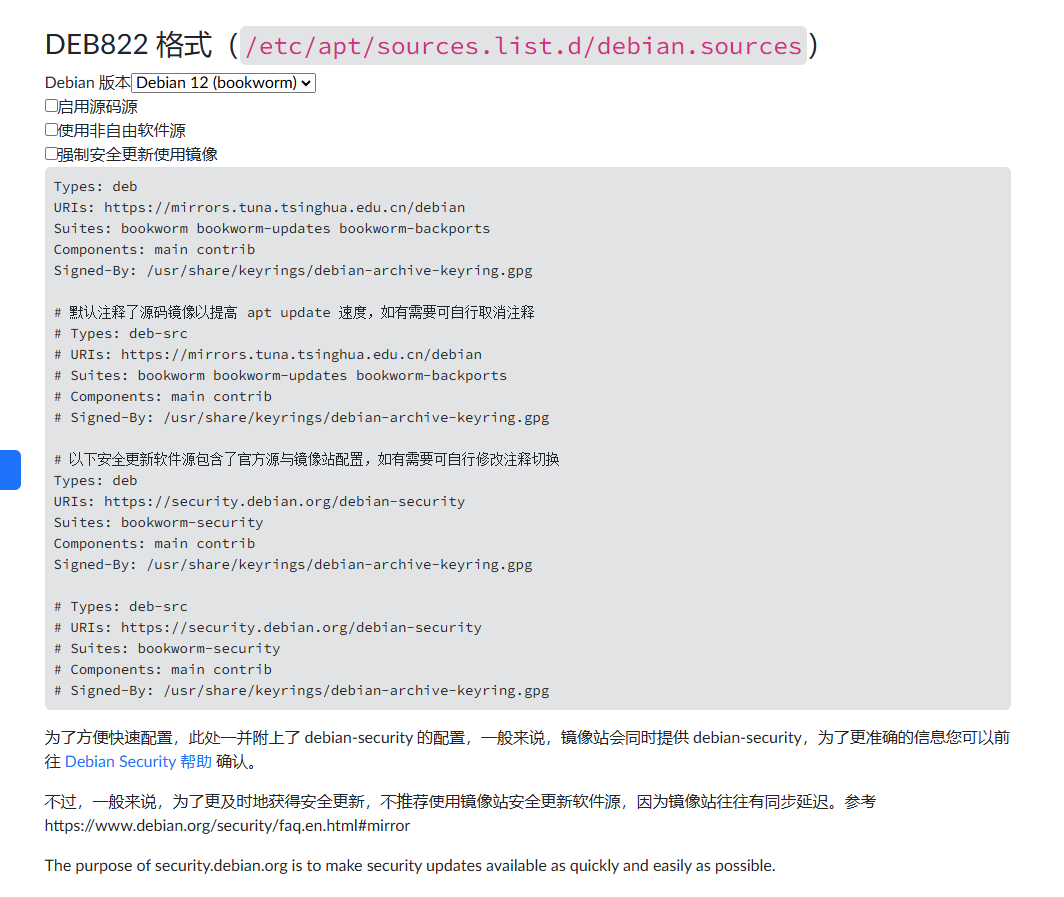 DEB822 格式（/etc/apt/sources.list.d/debian.sources）
Debian 版本 Debian 12 (bookworm)
启用源码源
使用非自由软件源
强制安全更新使用镜像
Types: deb
URIs: https://mirrors.tuna.tsinghua.edu.cn/debian
Suites: bookworm bookworm-updates bookworm-backports
Components: main contrib
Signed-By: /usr/share/keyrings/debian-archive-keyring.gpg
# 默认注释了源码镜像以提高 apt update 速度，如有需要可自行取消注释
# Types: deb-src
# URIs: https://mirrors.tuna.tsinghua.edu.cn/debian
# Suites: bookworm bookworm-updates bookworm-backports
# Components: main contrib
# Signed-By: /usr/share/keyrings/debian-archive-keyring.gpg
# 以下安全更新软件源包含了官方源与镜像站配置，如有需要可自行修改注释切换
Types: deb
URIs: https://security.debian.org/debian-security
Suites: bookworm-security
Components: main contrib
Signed-By: /usr/share/keyrings/debian-archive-keyring.gpg
# Types: deb-src
# URIs: https://security.debian.org/debian-security
# Suites: bookworm-security
# Components: main contrib
# Signed-By: /usr/share/keyrings/debian-archive-keyring.gpg
为了方便快速配置，此处一并附上了 debian-security 的配置，一般来说，镜像站会同时提供 debian-security，为了更准确的信息您可以前
往 Debian Security 帮助 确认。
不过，一般来说，为了更及时地获得安全更新，不推荐使用镜像站安全更新软件源，因为镜像站往往有同步延迟。参考
https://www.debian.org/security/faq.en.html#mirror
The purpose of security.debian.org is to make security updates available as quickly and easily as possible.